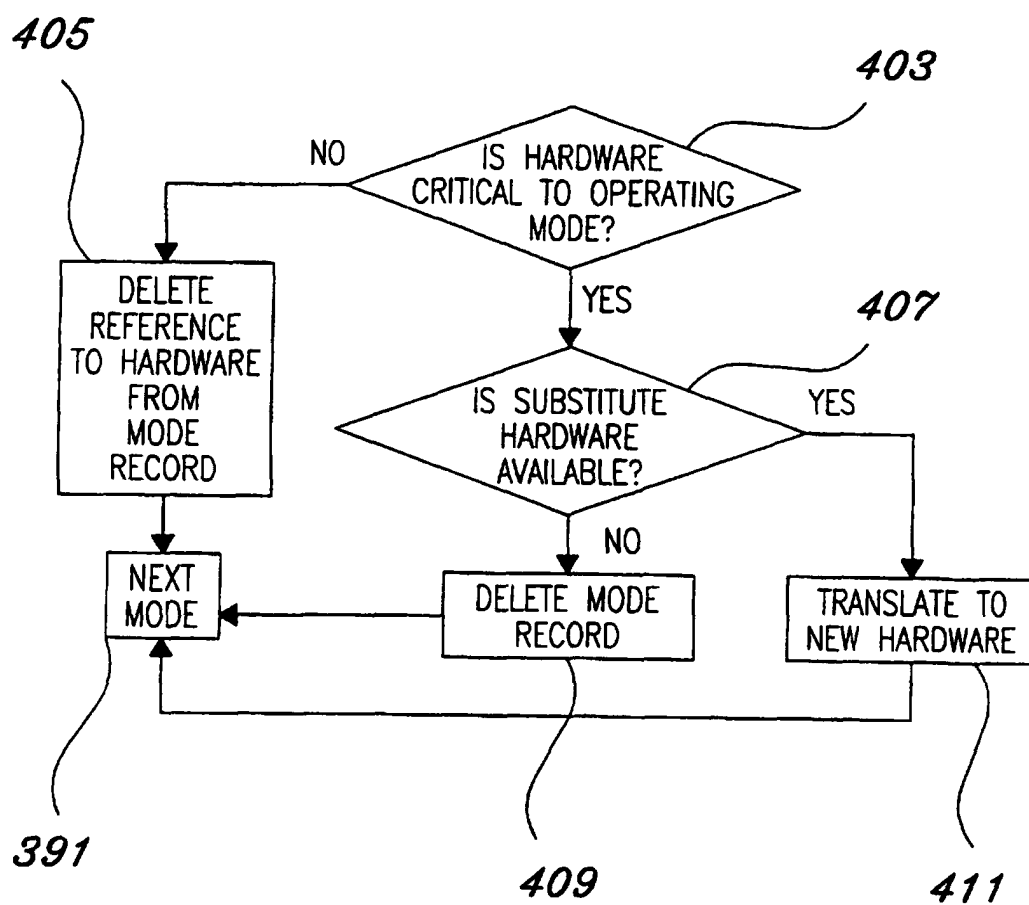 405
403
NO
IS HARDWARE
CRITICAL TO OPERATING
MODE?
DELETE
REFERENCE
TO HARDWARE
FROM
MODE
RECORD
YES
407
IS SUBSTITUTE
HARDWARE
AVAILABLE?
YES
NO
NEXT
MODE
DELETE MODE
RECORD
TRANSLATE TO
NEW HARDWARE
391
409
411